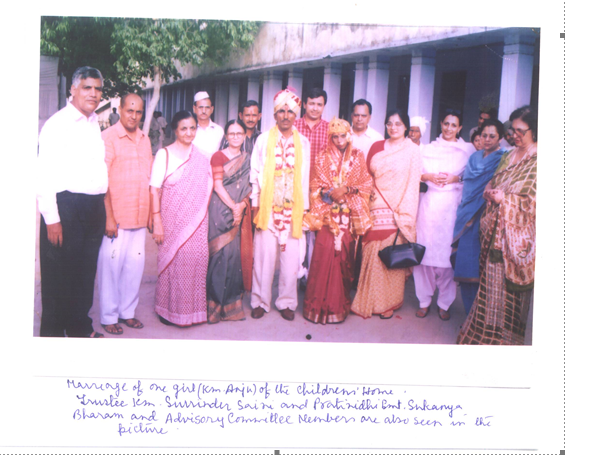 Marriage of one girl (Km Anju) of the Childrens' Home.
Trustee Km. Surrinder Saini and Pratinidhi Smt. Sukanya
Bharam and Advisory Committee Members are also seen in the
picture.